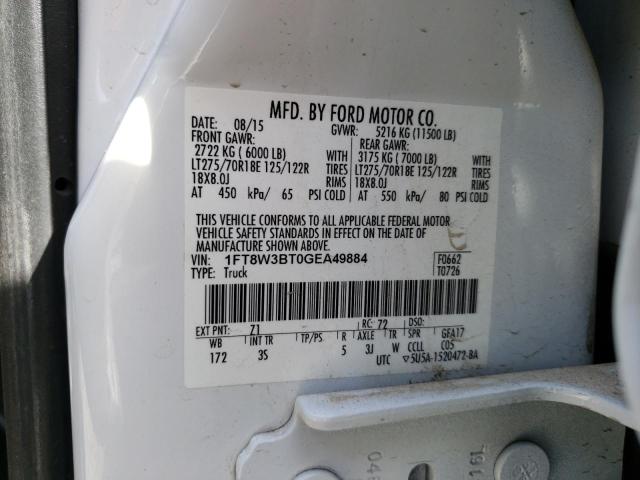 MFD. BY FORD MOTOR CO.
DATE: 08/15 GVWR: 5216 KG (11500 LB)
FRONT GAWR: REAR GAWR:
2722 KG ( 6000 LB) WITH 3175 KG ( 7000 LB) WITH
LT275/70R18E 125/122R TIRES LT275/70R18E 125/122R TIRES
18X8.0J RIMS 18X8.0J RIMS
AT 450 kPa/ 65 PSI COLD AT 550 kPa/ 80 PSI COLD
THIS VEHICLE CONFORMS TO ALL APPLICABLE FEDERAL MOTOR
VEHICLE SAFETY STANDARDS IN EFFECT ON THE DATE OF
MANUFACTURE SHOWN ABOVE.
VIN: 1FT8W3BT0GEA49884 F0662
TYPE: Truck T0726
EXT PNT: Z1 RC: 72 DSO:
WB INT TR TP/PS R AXLE TR SPR GFA17
172 3S 5 3J W CCLL C05
UTC ▽5U5A-1520472-BA